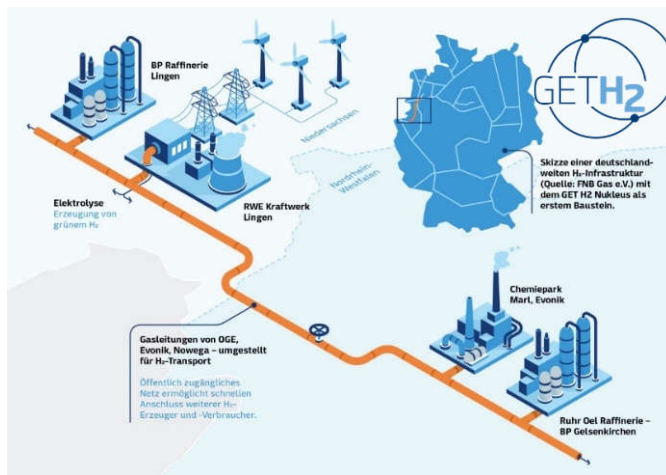 BP Raffinerie
Lingen
Niedersachsen
Nordrhein-
Westfalen
GETH2
Skizze einer deutschland-
weiten H₂-Infrastruktur
(Quelle: FNB Gas e.V.) mit
dem GET H2 Nukleus als
erstem Baustein.
Elektrolyse
Erzeugung von
grünem H₂
RWE Kraftwerk
Lingen
Chemiepark
Marl, Evonik
Gasleitungen von OGE,
Evonik, Nowega – umgestellt
für H₂-Transport
Öffentlich zugängliches
Netz ermöglicht schnellen
Anschluss weiterer H₂-
Erzeuger und -Verbraucher.
Ruhr Oel Raffinerie –
BP Gelsenkirchen